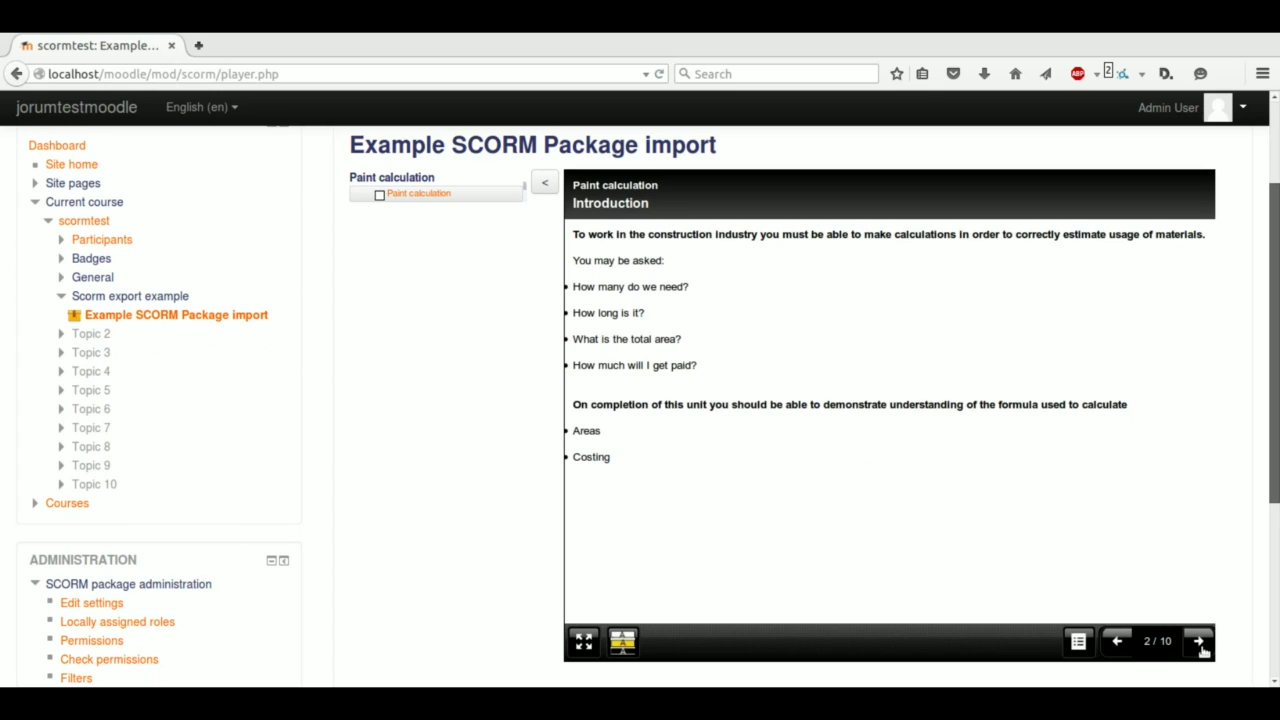 scormtest: Example...
localhost/moodle/mod/scorm/player.php
Search
ABP
2
D.
jorumtestmoodle
English (en)
Admin User
Dashboard
Site home
Site pages
Current course
scormtest
Participants
Badges
General
Scorm export example
Example SCORM Package import
Topic 2
Topic 3
Topic 4
Topic 5
Topic 6
Topic 7
Topic 8
Topic 9
Topic 10
Courses
ADMINISTRATION
SCORM package administration
Edit settings
Locally assigned roles
Permissions
Check permissions
Filters
Example SCORM Package import
Paint calculation
Paint calculation
<
Paint calculation
Introduction
To work in the construction industry you must be able to make calculations in order to correctly estimate usage of materials.
You may be asked:
How many do we need?
How long is it?
What is the total area?
How much will I get paid?
On completion of this unit you should be able to demonstrate understanding of the formula used to calculate
Areas
Costing
2 / 10